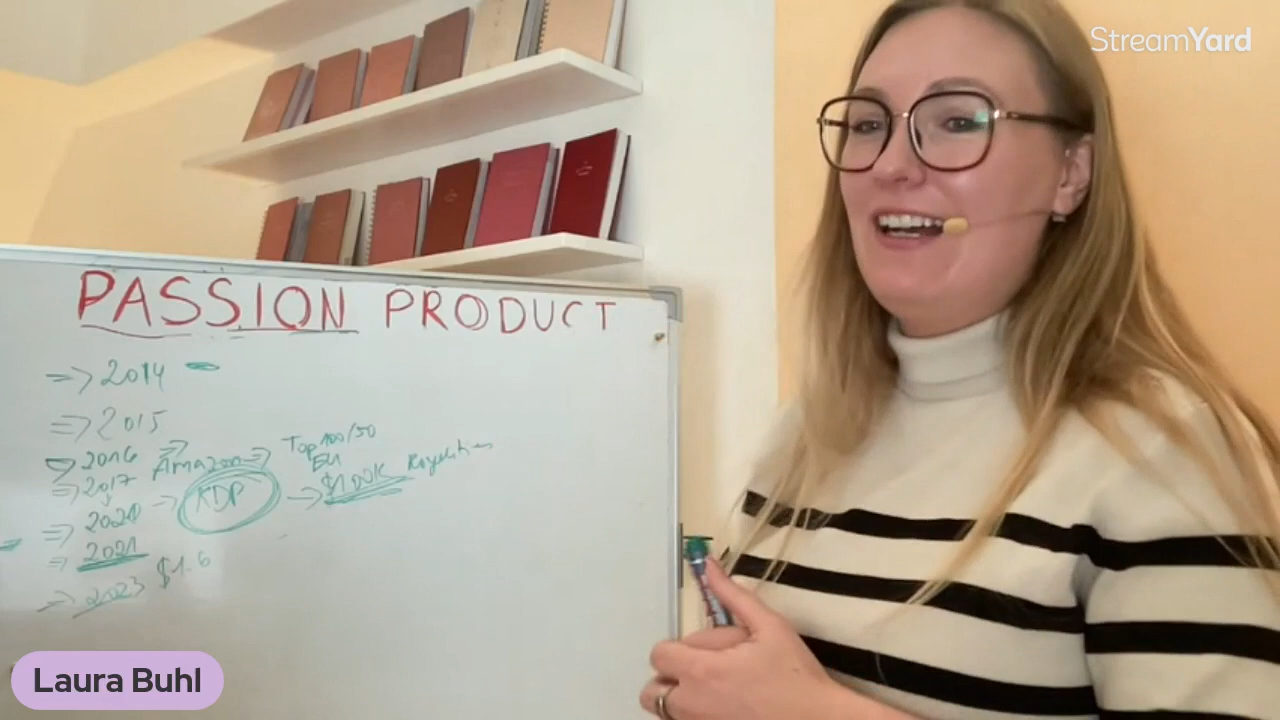 StreamYard
PASSION PRODUCT
=> 2014
=> 2015
2016 =>
=> 2017 Amazon => Top 100/50
KDP -> $100K Royalties
=> 2020
=> 2021
=> 2023 $1.6
Laura Buhl